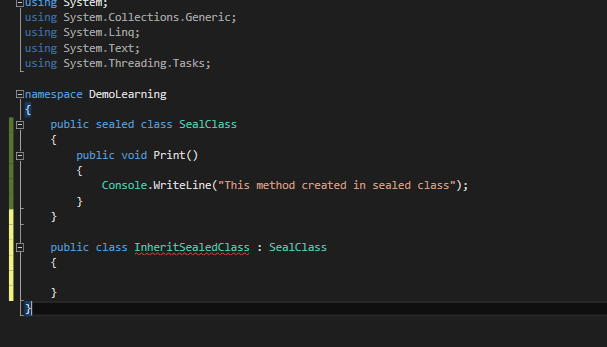 using System;
using System.Collections.Generic;
using System.Linq;
using System.Text;
using System.Threading.Tasks;
namespace DemoLearning
{
public sealed class SealClass
{
public void Print()
{
Console.WriteLine("This method created in sealed class");
}
}
public class InheritSealedClass : SealClass
{
}
}